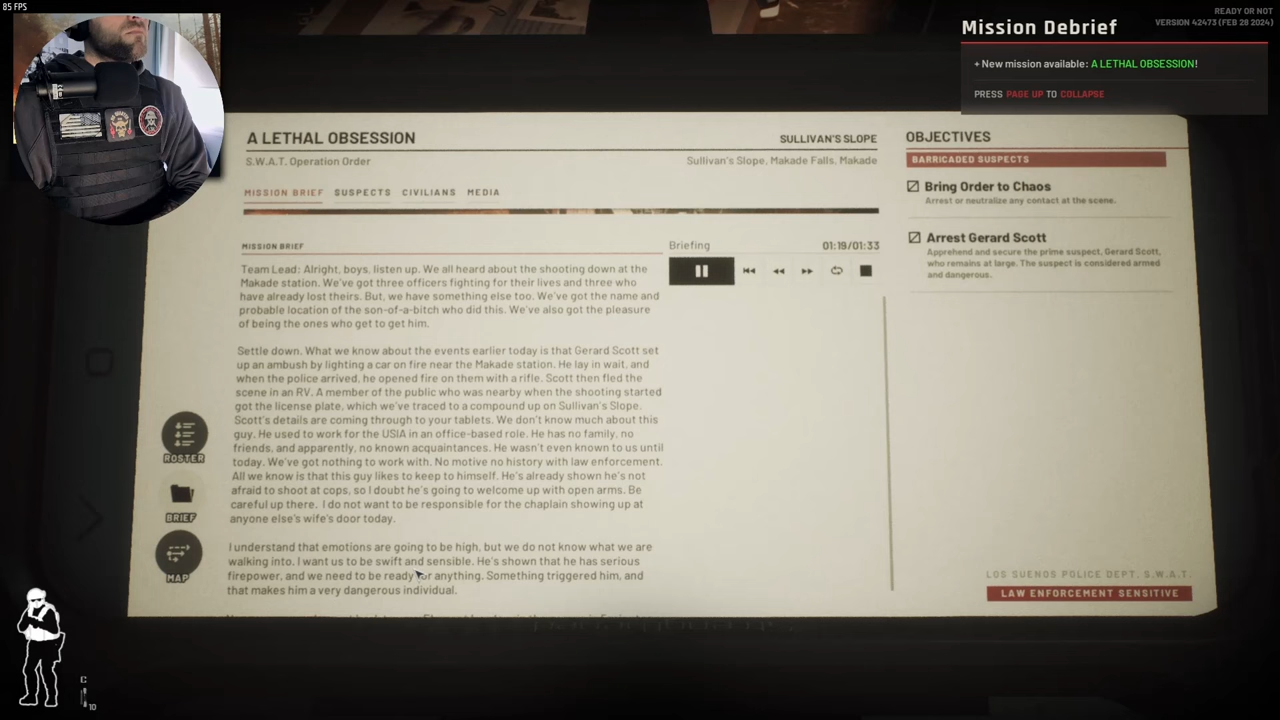 85 FPS
READY OR NOT
VERSION 42473 (FEB 28 2024)
Mission Debrief
+ New mission available: A LETHAL OBSESSION!
PRESS PAGE UP TO COLLAPSE
A LETHAL OBSESSION
SULLIVAN'S SLOPE
S.W.A.T. Operation Order
Sullivan's Slope, Makade Falls, Makade
MISSION BRIEF SUSPECTS CIVILIANS MEDIA
MISSION BRIEF
Team Lead: Alright, boys, listen up. We all heard about the shooting down at the
Makade station. We've got three officers fighting for their lives and three who
have already lost theirs. But, we have something else too. We've got the name and
probable location of the son-of-a-bitch who did this. We've also got the pleasure
of being the ones who get to get him.
Settle down. What we know about the events earlier today is that Gerard Scott set
up an ambush by lighting a car on fire near the Makade station. He lay in wait, and
when the police arrived, he opened fire on them with a rifle. Scott then fled the
scene in an RV. A member of the public who was nearby when the shooting started
got the license plate, which we've traced to a compound up on Sullivan's Slope.
Scott's details are coming through to your tablets. We don't know much about this
guy. He used to work for the USIA in an office-based role. He has no family, no
friends, and apparently, no known acquaintances. He wasn't even known to us until
today. We've got nothing to work with. No motive no history with law enforcement.
All we know is that this guy likes to keep to himself. He's already shown he's not
afraid to shoot at cops, so I doubt he's going to welcome up with open arms. Be
careful up there. I do not want to be responsible for the chaplain showing up at
anyone else's wife's door today.
I understand that emotions are going to be high, but we do not know what we are
walking into. I want us to be swift and sensible. He's shown that he has serious
firepower, and we need to be ready for anything. Something triggered him, and
that makes him a very dangerous individual.
Briefing 01:19/01:33
OBJECTIVES
BARRICADED SUSPECTS
Bring Order to Chaos
Arrest or neutralize any contact at the scene.
Arrest Gerard Scott
Apprehend and secure the prime suspect, Gerard Scott,
who remains at large. The suspect is considered armed
and dangerous.
ROSTER
BRIEF
MAP
LOS SUENOS POLICE DEPT. S.W.A.T.
LAW ENFORCEMENT SENSITIVE
C
10